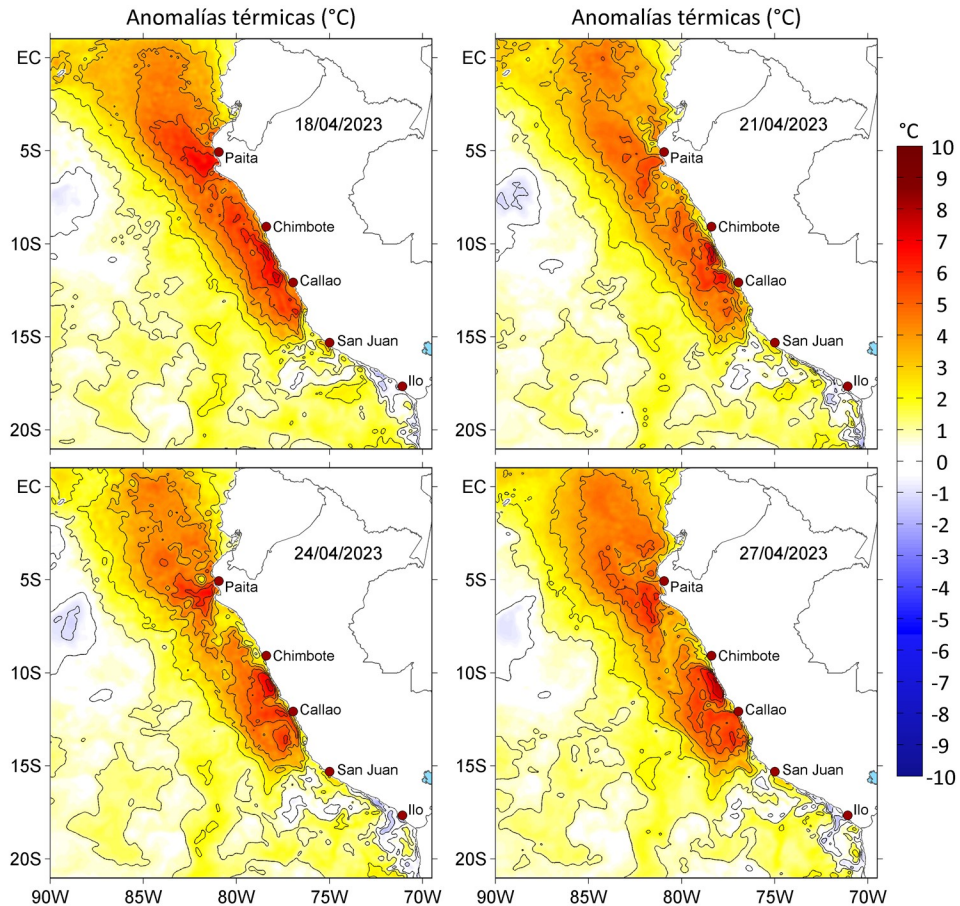 Anomalías térmicas (°C)
Anomalías térmicas (°C)
EC
5S
10S
15S
20S
18/04/2023
Paita
Chimbote
Callao
San Juan
Ilo
21/04/2023
Paita
Chimbote
Callao
San Juan
Ilo
EC
5S
10S
15S
20S
°C
10
9
8
7
6
5
4
3
2
1
0
-1
-2
-3
-4
-5
-6
-7
-8
-9
-10
EC
5S
10S
15S
20S
24/04/2023
Paita
Chimbote
Callao
San Juan
Ilo
90W
85W
80W
75W
70W
EC
5S
10S
15S
20S
27/04/2023
Paita
Chimbote
Callao
San Juan
Ilo
90W
85W
80W
75W
70W